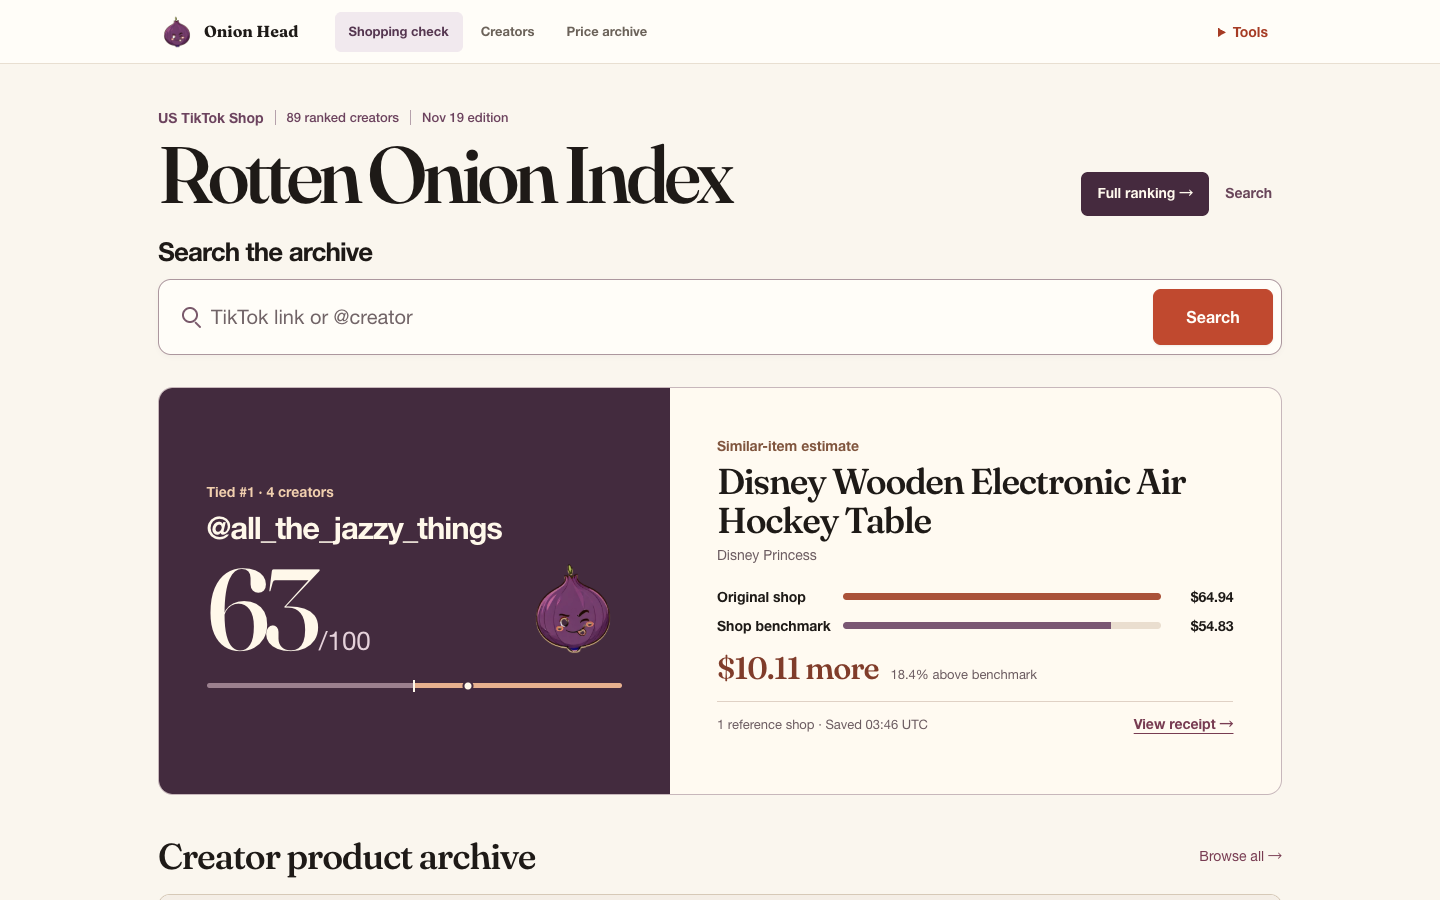 Onion Head
Shopping check
Creators
Price archive
Tools
US TikTok Shop
89 ranked creators
Nov 19 edition
Rotten Onion Index
Full ranking →
Search
Search the archive
TikTok link or @creator
Search
Tied #1 · 4 creators
@all_the_jazzy_things
63/100
Similar-item estimate
Disney Wooden Electronic Air
Hockey Table
Disney Princess
Original shop $64.94
Shop benchmark $54.83
$10.11 more 18.4% above benchmark
1 reference shop · Saved 03:46 UTC
View receipt →
Creator product archive
Browse all →